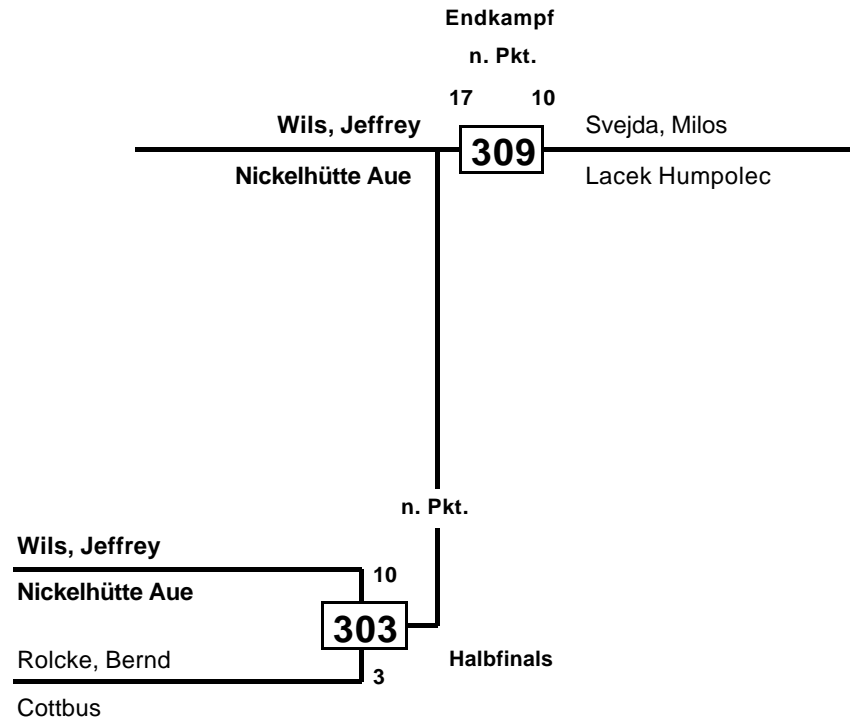 Endkampf
n. Pkt.
17 10
Wils, Jeffrey
309
Svejda, Milos
Nickelhütte Aue
Lacek Humpolec
n. Pkt.
Wils, Jeffrey
10
Nickelhütte Aue
303
Rolcke, Bernd
Halbfinals
3
Cottbus